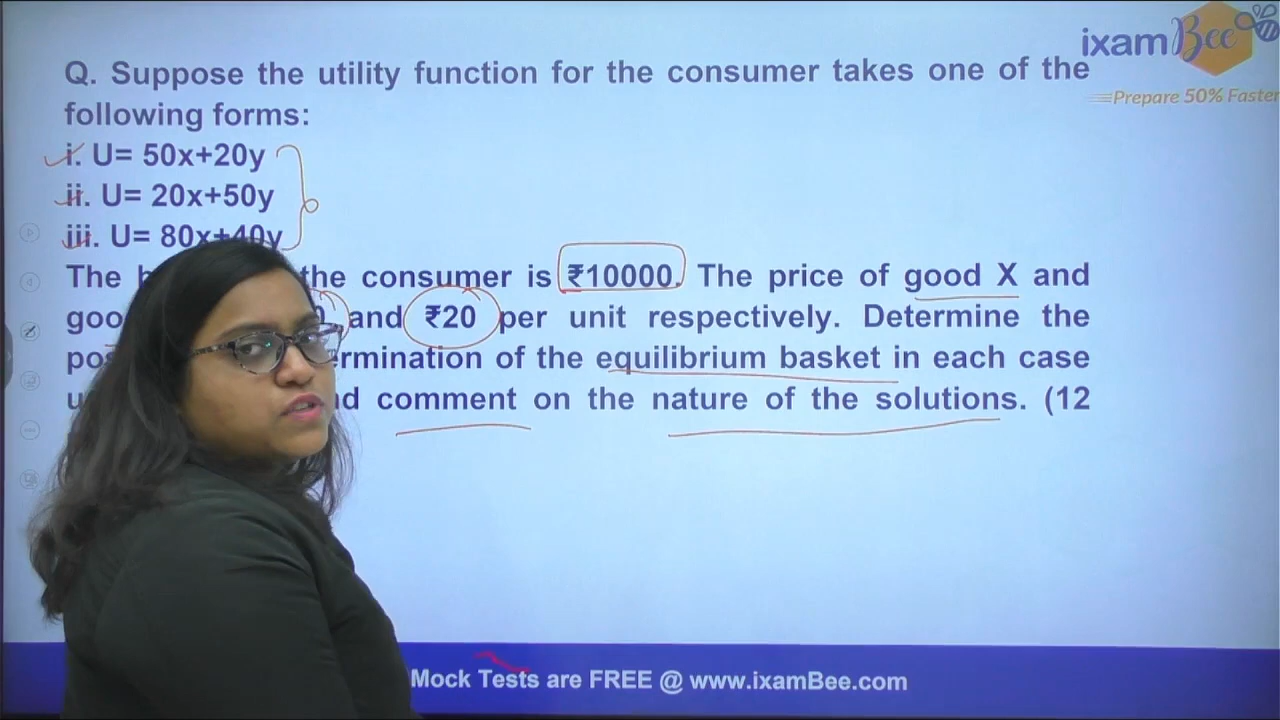 ixamBee
Prepare 50% Faster
Q. Suppose the utility function for the consumer takes one of the
following forms:
i. U= 50x+20y
ii. U= 20x+50y
iii. U= 80x+40y
The the consumer is ₹10000. The price of good X and
and ₹20 per unit respectively. Determine the
of the equilibrium basket in each case
comment on the nature of the solutions. (12
Mock Tests are FREE @ www.ixamBee.com